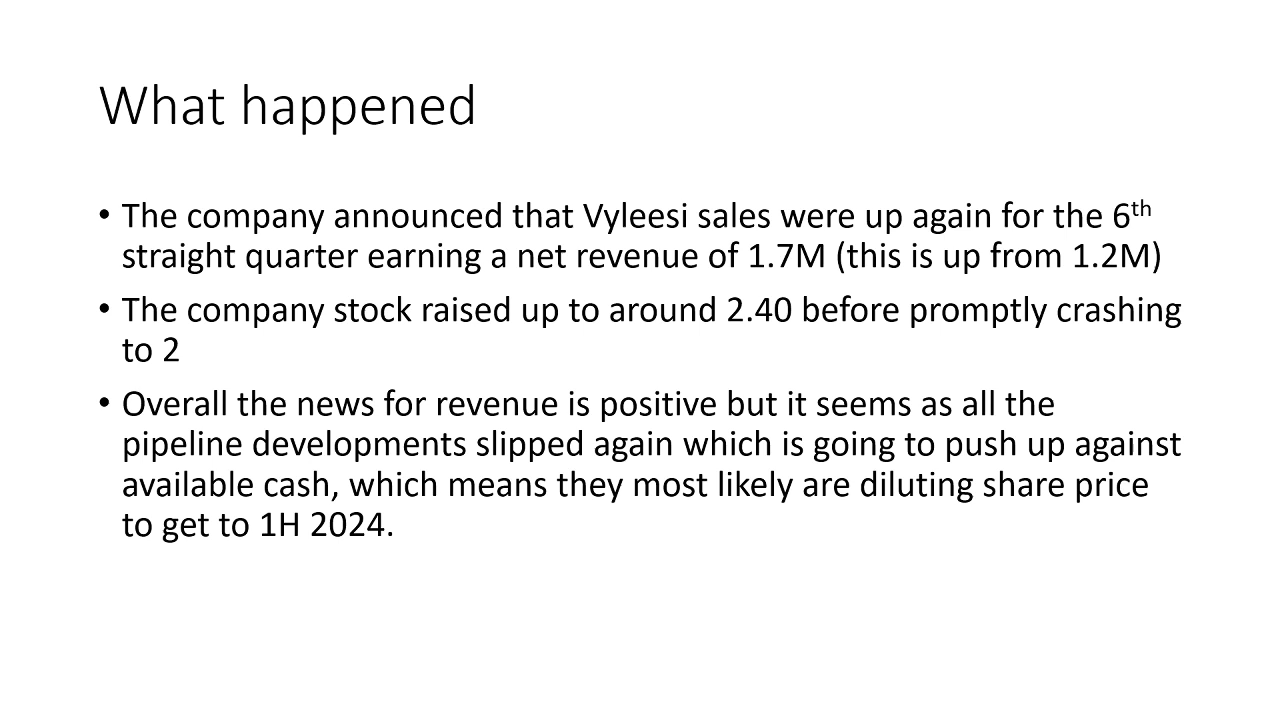 What happened
• The company announced that Vyleesi sales were up again for the 6th
straight quarter earning a net revenue of 1.7M (this is up from 1.2M)
• The company stock raised up to around 2.40 before promptly crashing
to 2
• Overall the news for revenue is positive but it seems as all the
pipeline developments slipped again which is going to push up against
available cash, which means they most likely are diluting share price
to get to 1H 2024.